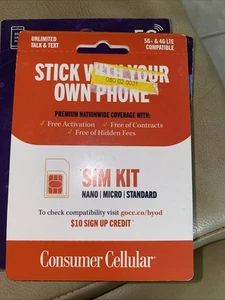 UNLIMITED
TALK & TEXT
5G+ & 4G LTE
COMPATIBLE
STICK WITH YOUR
OWN PHONE
PREMIUM NATIONWIDE COVERAGE WITH:
✓ Free Activation ✓ Free of Contracts
✓ Free of Hidden Fees
SIM KIT
NANO | MICRO | STANDARD
To check compatibility visit gocc.co/byod
$10 SIGN UP CREDIT
Consumer Cellular